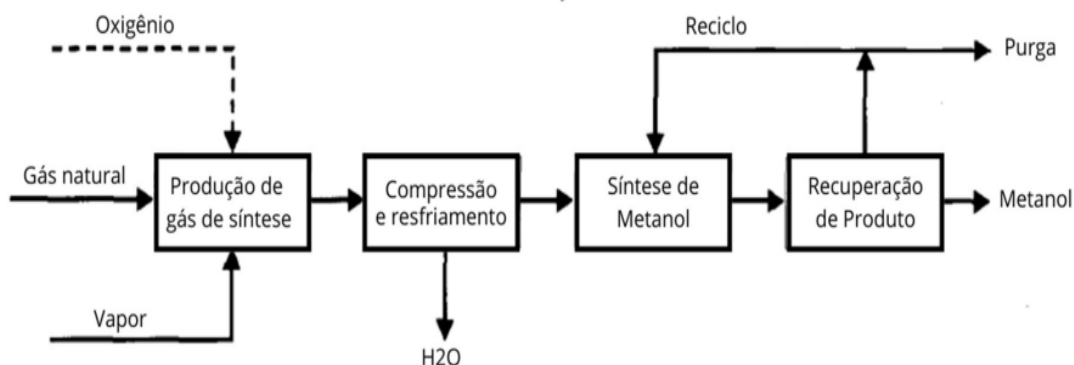 Oxigênio
Reciclo
Purga
Gás natural
Produção de
gás de síntese
Compressão
e resfriamento
Síntese de
Metanol
Recuperação
de Produto
Metanol
Vapor
H2O